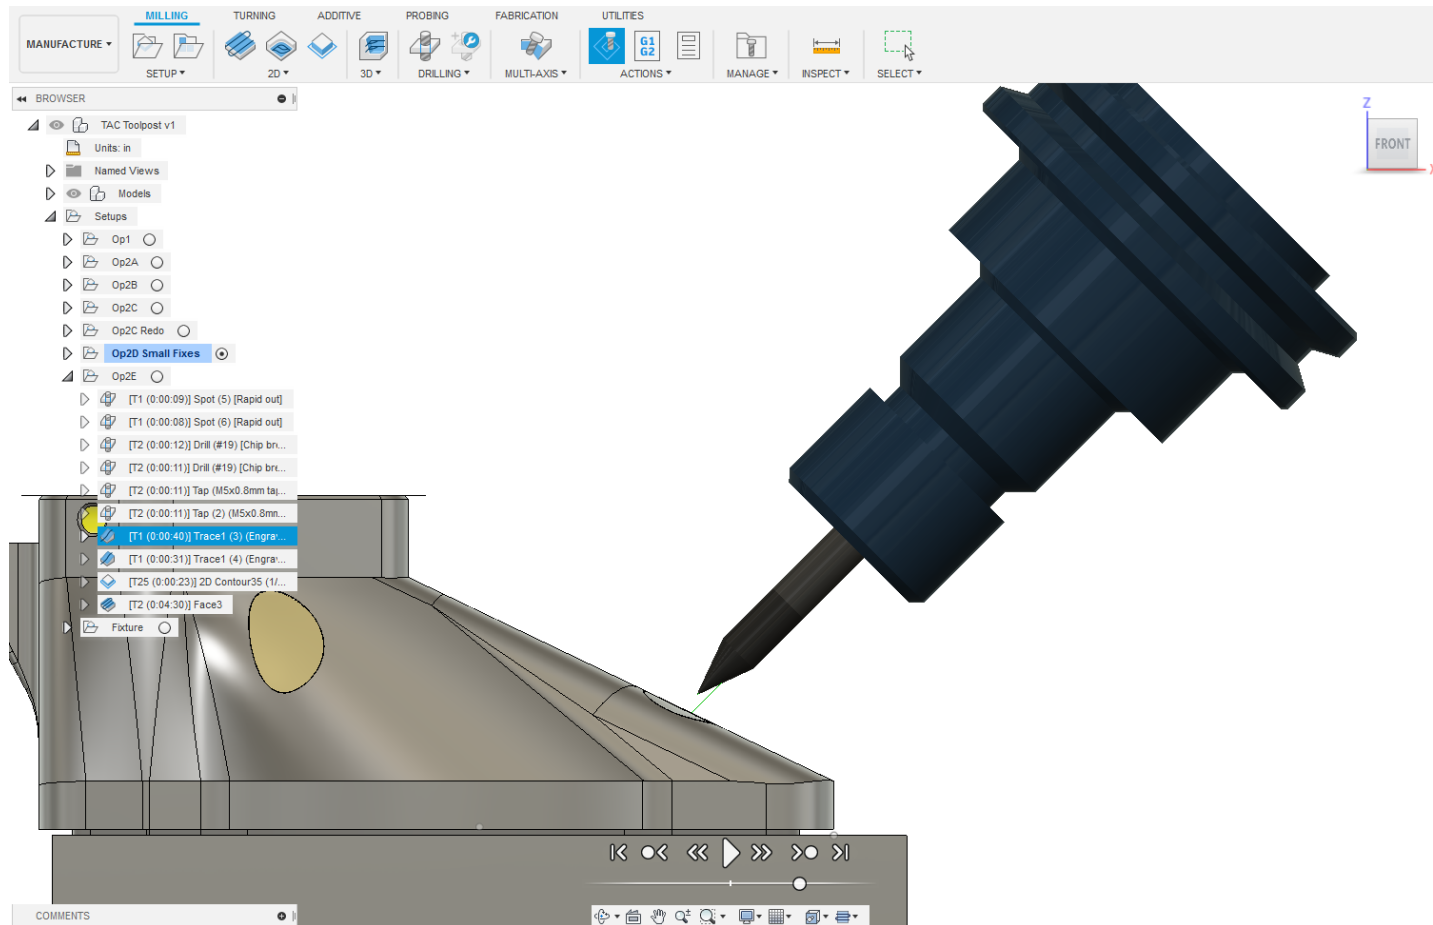 MILLING TURNING ADDITIVE PROBING FABRICATION UTILITIES
MANUFACTURE
G1
G2
SETUP 2D 3D DRILLING MULTI-AXIS ACTIONS MANAGE INSPECT SELECT
BROWSER
TAC Toolpost v1
Units: in
Named Views
Models
Setups
Op1
Op2A
Op2B
Op2C
Op2C Redo
Op2D Small Fixes
Op2E
[T1 (0:00:09)] Spot (5) [Rapid out]
[T1 (0:00:08)] Spot (6) [Rapid out]
[T2 (0:00:12)] Drill (#19) [Chip bre...
[T2 (0:00:11)] Drill (#19) [Chip bre...
[T2 (0:00:11)] Tap (M5x0.8mm tap...
[T2 (0:00:11)] Tap (2) (M5x0.8mm...
[T1 (0:00:40)] Trace1 (3) (Engrav...
[T1 (0:00:31)] Trace1 (4) (Engrav...
[T25 (0:00:23)] 2D Contour35 (1/...
[T2 (0:04:30)] Face3
Fixture
Z
FRONT
X
COMMENTS